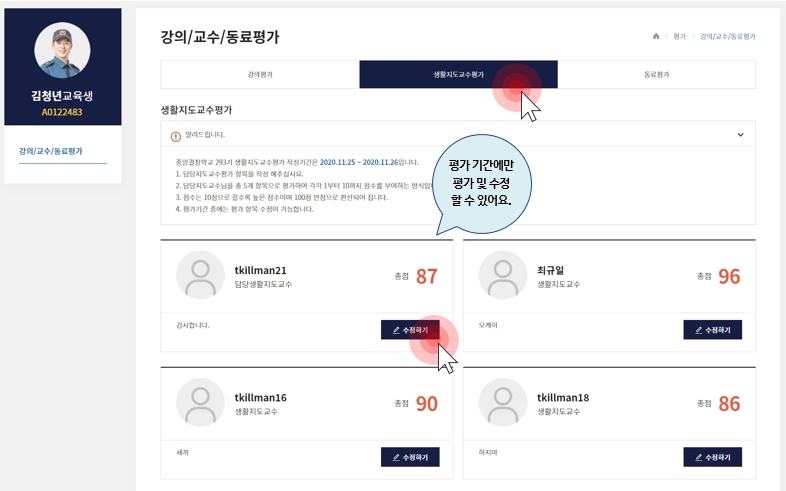 강의/교수/동료평가
평가
강의/교수/동료평가
김청년교육생
A0122483
강의/교수/동료평가
강의평가
생활지도교수평가
동료평가
생활지도교수평가
알려드립니다.
중앙경찰학교 293기 생활지도교수평가 작성기간은 2020.11.25 ~ 2020.11.26입니다.
1. 담당지도교수평가 항목을 작성 해주십시요.
2. 담당지도교수님을 총 5개 항목으로 평가하여 각각 1부터 10까지 점수를 부여하는 방식입
3. 점수는 10점으로 갈수록 높은 점수이며 100점 만점으로 환산되어 집니다.
4. 평가기간 중에는 평가 항목 수정이 가능합니다.
평가 기간에만
평가 및 수정
할 수 있어요.
tkillman21
담당생활지도교수
총점 87
감사합니다.
수정하기
최규일
생활지도교수
총점 96
오케이
수정하기
tkillman16
생활지도교수
총점 90
새끼
수정하기
tkillman18
생활지도교수
총점 86
하지마
수정하기